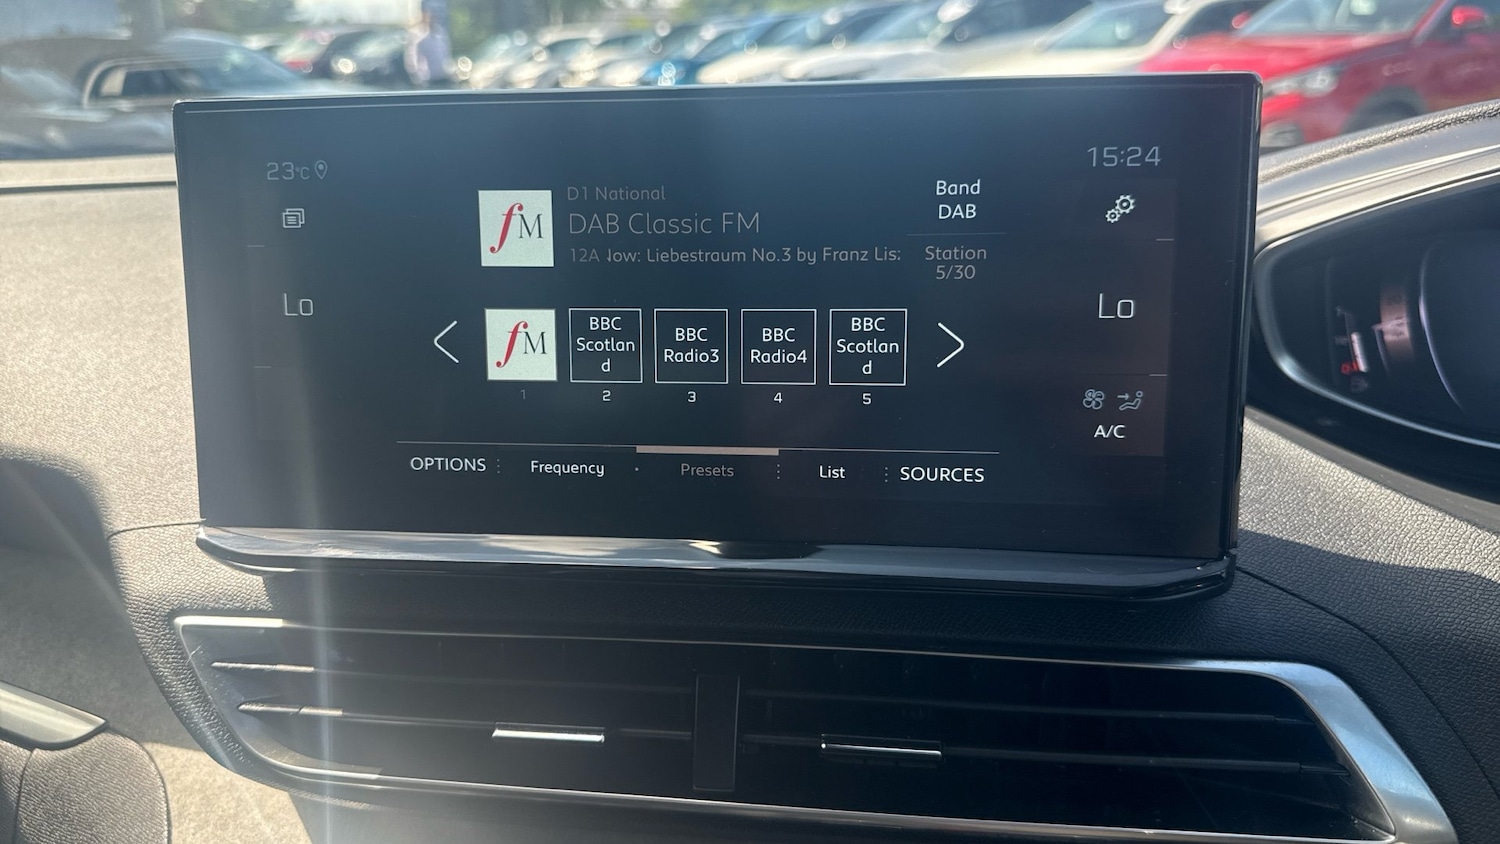 23°C
15:24
D1 National
DAB Classic FM
12A Now: Liebestraum No.3 by Franz Lis:
Band
DAB
Station
5/30
fM
Lo
Lo
fM
BBC
Scotlan
d
BBC
Radio3
BBC
Radio4
BBC
Scotlan
d
1
2
3
4
5
A/C
OPTIONS
Frequency
Presets
List
SOURCES